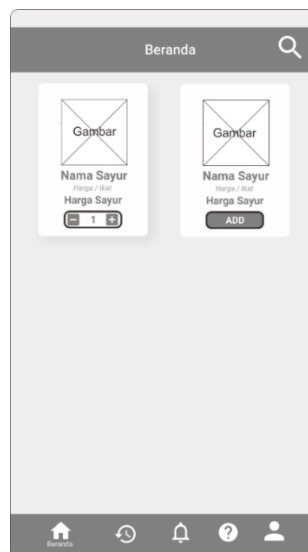 Beranda
Gambar
Nama Sayur
Harga / Ikat
Harga Sayur
1
Gambar
Nama Sayur
Harga / Ikat
Harga Sayur
ADD
Beranda